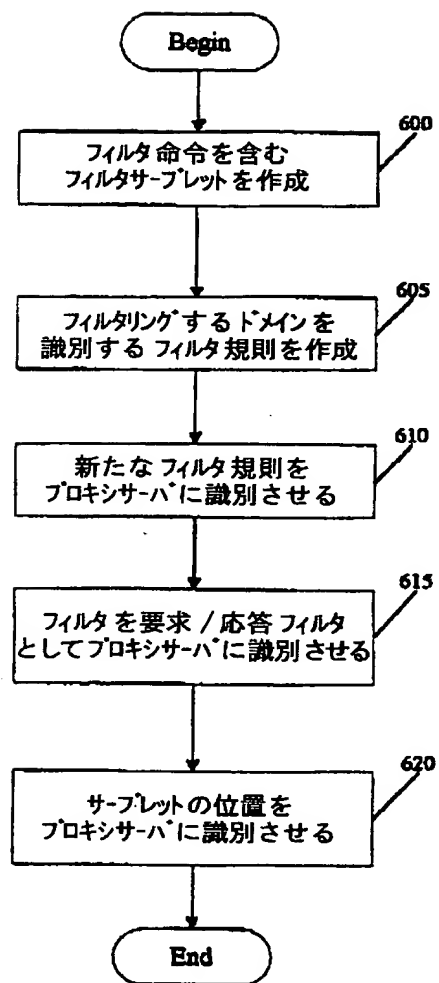 Begin
600
フィルタ命令を含む
フィルタサーブレットを作成
605
フィルタリングするドメインを
識別するフィルタ規則を作成
610
新たなフィルタ規則を
プロキシサーバに識別させる
615
フィルタを要求/応答フィルタ
としてプロキシサーバに識別させる
620
サーブレットの位置を
プロキシサーバに識別させる
End